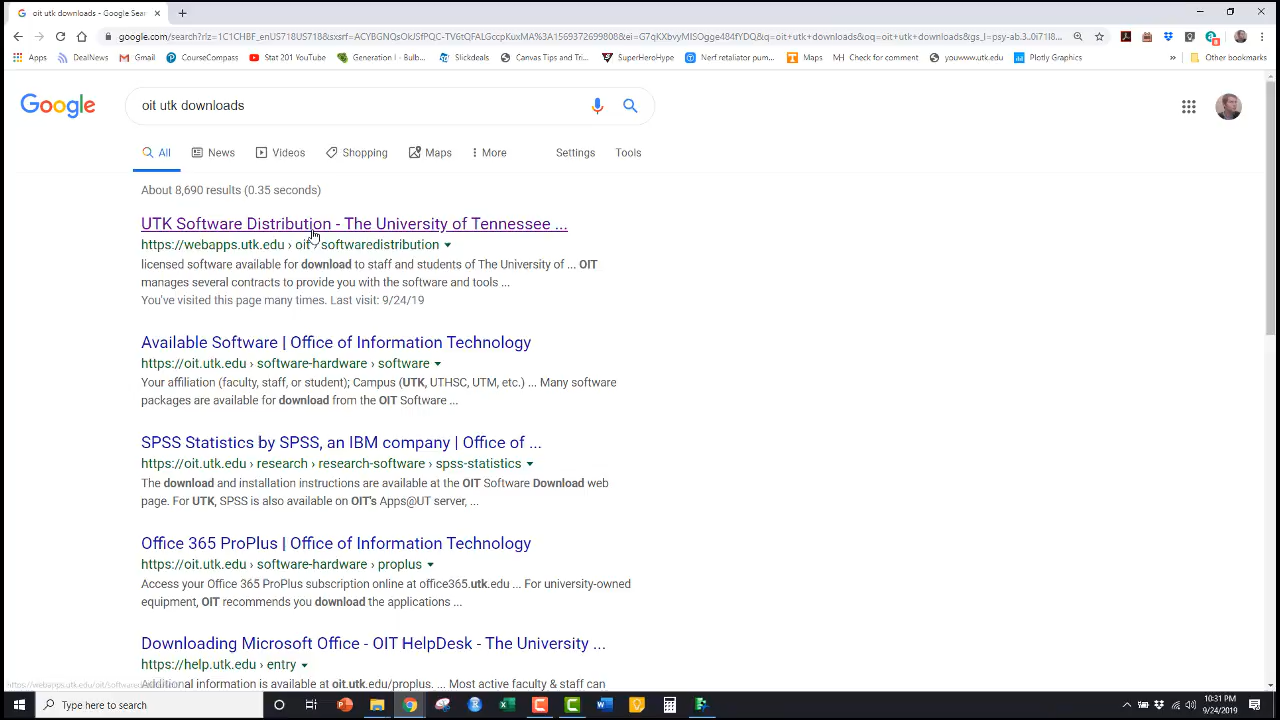 oit utk downloads - Google Sear
google.com/search?rlz=1C1CHBF_enUS718US718&sxsrf=
Apps DealNews Gmail CourseCompass Stat 201 YouTube Generation I - Bulb... Slickdeals Canvas Tips and Tri... SuperHeroHype Nerf retaliator pum... Maps Check for comment youwww.utk.edu Plotly Graphics » Other bookmarks
Google oit utk downloads
All News Videos Shopping Maps More Settings Tools
About 8,690 results (0.35 seconds)
UTK Software Distribution - The University of Tennessee ...
https://webapps.utk.edu › oit › softwaredistribution
licensed software available for download to staff and students of The University of ... OIT
manages several contracts to provide you with the software and tools ...
You've visited this page many times. Last visit: 9/24/19
Available Software | Office of Information Technology
https://oit.utk.edu › software-hardware › software
Your affiliation (faculty, staff, or student); Campus (UTK, UTHSC, UTM, etc.) ... Many software
packages are available for download from the OIT Software ...
SPSS Statistics by SPSS, an IBM company | Office of ...
https://oit.utk.edu › research › research-software › spss-statistics
The download and installation instructions are available at the OIT Software Download web
page. For UTK, SPSS is also available on OIT's Apps@UT server, ...
Office 365 ProPlus | Office of Information Technology
https://oit.utk.edu › software-hardware › proplus
Access your Office 365 ProPlus subscription online at office365.utk.edu ... For university-owned
equipment, OIT recommends you download the applications ...
Downloading Microsoft Office - OIT HelpDesk - The University ...
https://help.utk.edu › entry
Additional information is available at oit.utk.edu/proplus. ... Most active faculty & staff can
Type here to search
10:31 PM
9/24/2019